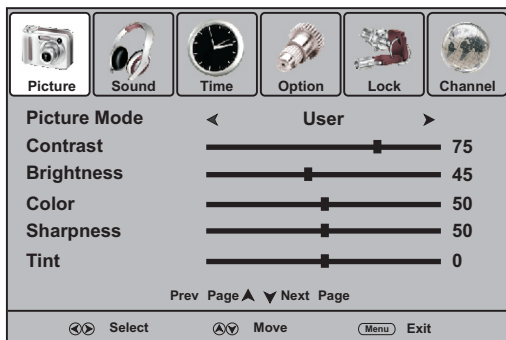 Picture Sound Time Option Lock Channel
Picture Mode User
Contrast 75
Brightness 45
Color 50
Sharpness 50
Tint 0
Prev Page Next Page
Select Move Menu Exit